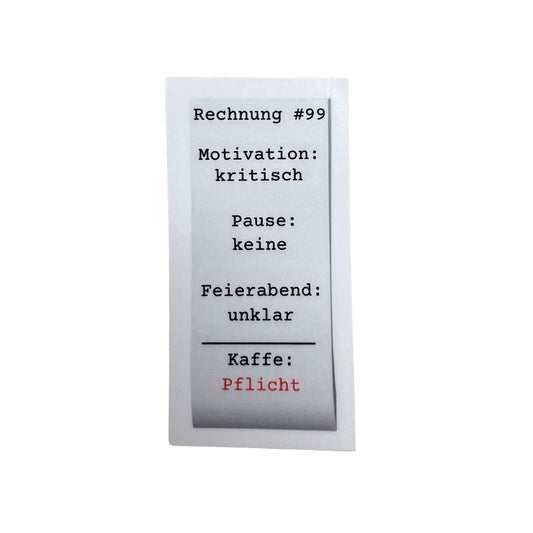 Rechnung #99
Motivation:
kritisch
Pause:
keine
Feierabend:
unklar
Kaffe:
Pflicht